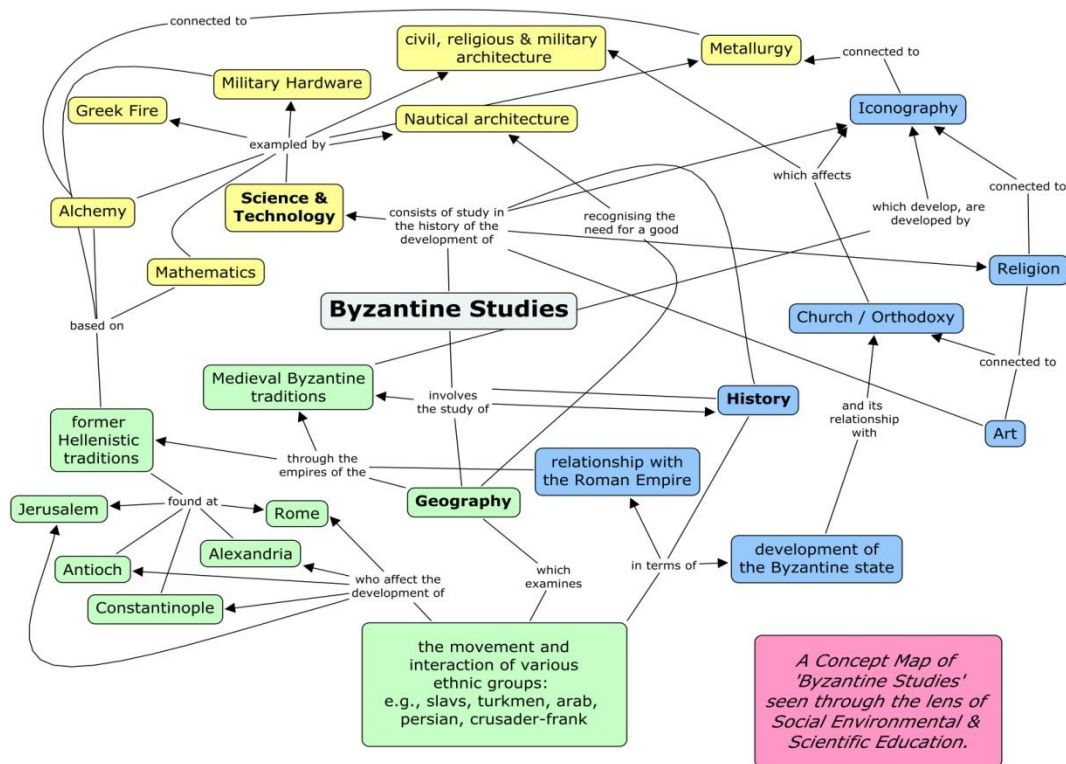 connected to
civil, religious & military
architecture
Metallurgy
connected to
Military Hardware
Greek Fire
Nautical architecture
Iconography
exampled by
Science &
Technology
which affects
connected to
Alchemy
consists of study in
the history of the
development of
recognising the
need for a good
which develop, are
developed by
Mathematics
Religion
Byzantine Studies
based on
Church / Orthodoxy
connected to
Medieval Byzantine
traditions
involves
the study of
History
and its
relationship
with
Art
former
Hellenistic
traditions
through the
empires of the
relationship with
the Roman Empire
Geography
Jerusalem
found at
Rome
Alexandria
Antioch
Constantinople
who affect the
development of
which
examines
in terms of
development of
the Byzantine state
the movement and
interaction of various
ethnic groups:
e.g., slavs, turkmen, arab,
persian, crusader-frank
A Concept Map of
'Byzantine Studies'
seen through the lens of
Social Environmental &
Scientific Education.